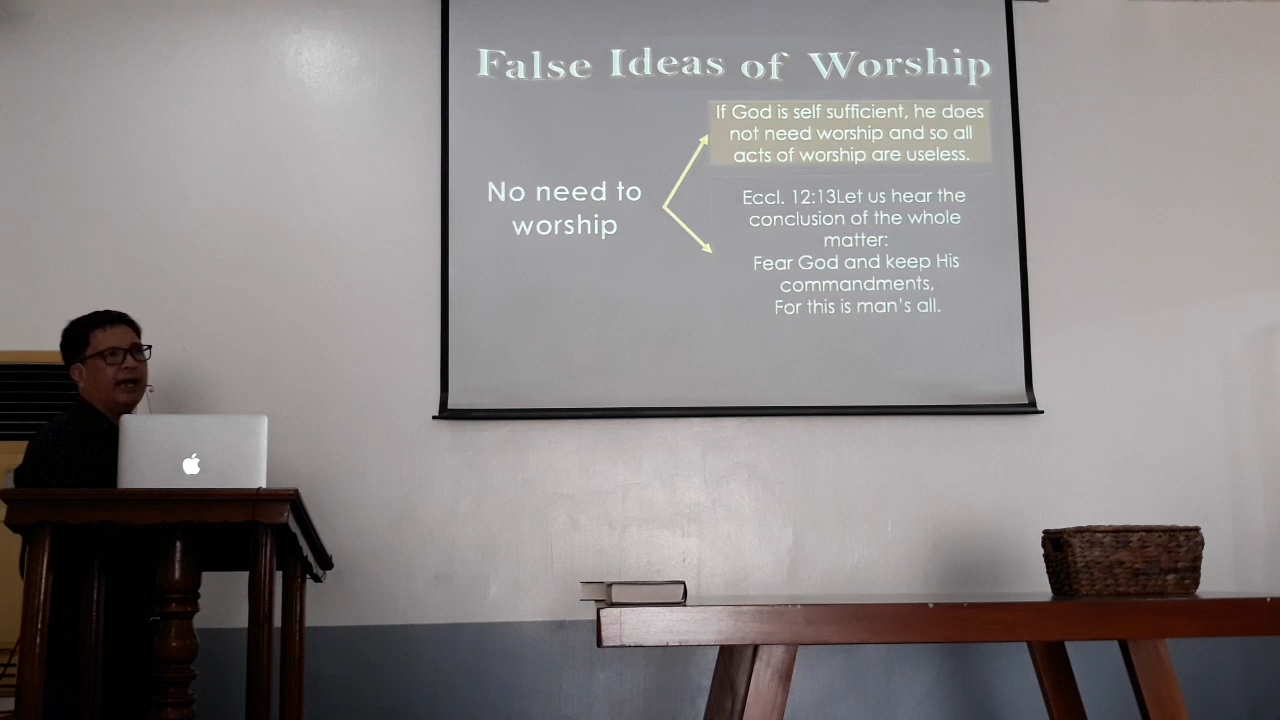 False Ideas of Worship
No need to
worship
If God is self sufficient, he does
not need worship and so all
acts of worship are useless.
Eccl. 12:13Let us hear the
conclusion of the whole
matter:
Fear God and keep His
commandments,
For this is man's all.